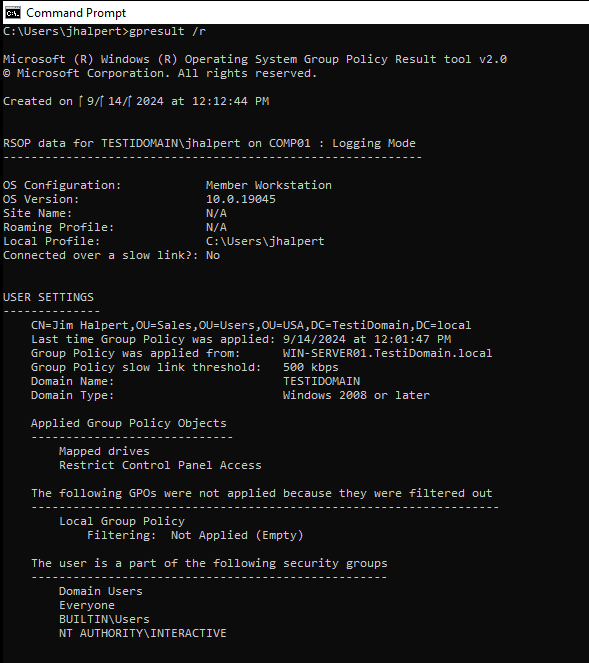 Command Prompt
C:\Users\jhalpert>gpresult /r
Microsoft (R) Windows (R) Operating System Group Policy Result tool v2.0
© Microsoft Corporation. All rights reserved.
Created on 9/14/2024 at 12:12:44 PM
RSOP data for TESTIDOMAIN\jhalpert on COMP01 : Logging Mode
------------------------------------------------------------
OS Configuration: Member Workstation
OS Version: 10.0.19045
Site Name: N/A
Roaming Profile: N/A
Local Profile: C:\Users\jhalpert
Connected over a slow link?: No
USER SETTINGS
--------------
CN=Jim Halpert,OU=Sales,OU=Users,OU=USA,DC=TestiDomain,DC=local
Last time Group Policy was applied: 9/14/2024 at 12:01:47 PM
Group Policy was applied from: WIN-SERVER01.TestiDomain.local
Group Policy slow link threshold: 500 kbps
Domain Name: TESTIDOMAIN
Domain Type: Windows 2008 or later
Applied Group Policy Objects
-----------------------------
Mapped drives
Restrict Control Panel Access
The following GPOs were not applied because they were filtered out
-------------------------------------------------------------------
Local Group Policy
Filtering: Not Applied (Empty)
The user is a part of the following security groups
---------------------------------------------------
Domain Users
Everyone
BUILTIN\Users
NT AUTHORITY\INTERACTIVE